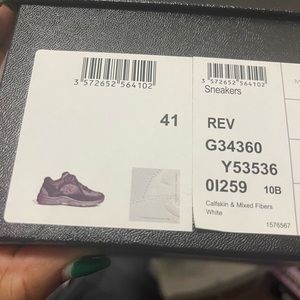 3 572652 564102
41
3 572652 564102
Sneakers
REV
G34360
Y53536
0I259 10B
Calfskin & Mixed Fibers
White
1576567
M